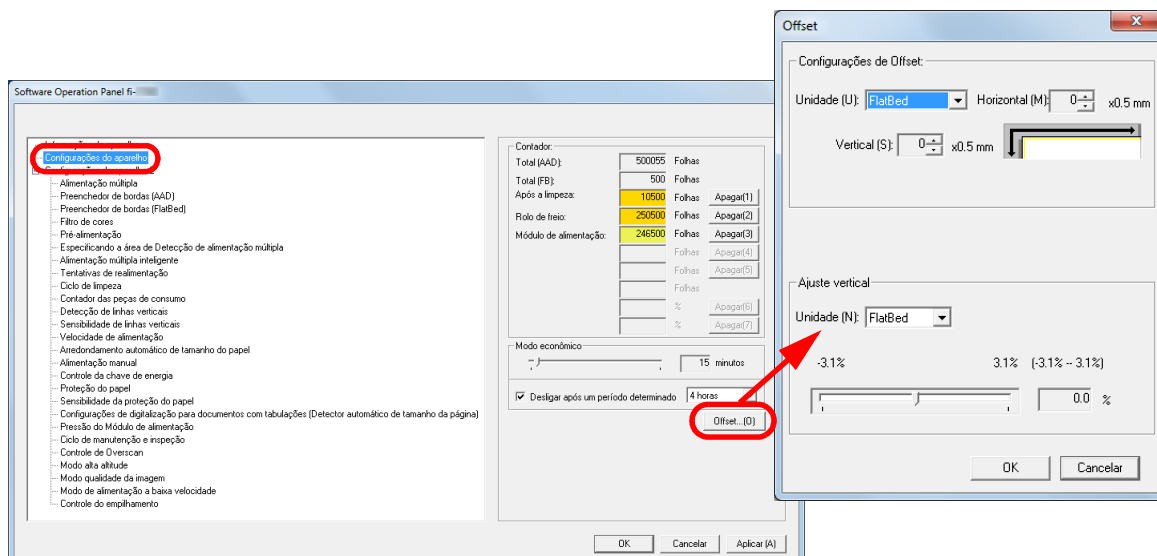 Software Operation Panel fi-
Configurações do aparelho
Alimentação múltipla
Preenchedor de bordas (AAD)
Preenchedor de bordas (FlatBed)
Filtro de cores
Pré-alimentação
Especificando a área de Detecção de alimentação múltipla
Alimentação múltipla inteligente
Tentativas de realimentação
Ciclo de limpeza
Contador das peças de consumo
Detecção de linhas verticais
Sensibilidade de linhas verticais
Velocidade de alimentação
Arredondamento automático de tamanho do papel
Alimentação manual
Controle da chave de energia
Proteção do papel
Sensibilidade da proteção do papel
Configurações de digitalização para documentos com tabulações (Detector automático de tamanho da página)
Pressão do Módulo de alimentação
Ciclo de manutenção e inspeção
Controle de Overscan
Modo alta altitude
Modo qualidade da imagem
Modo de alimentação a baixa velocidade
Controle do empilhamento
Contador:
Total (AAD): 500055 Folhas
Total (FB): 500 Folhas
Após a limpeza: 10500 Folhas Apagar(1)
Rolo de freio: 250500 Folhas Apagar(2)
Módulo de alimentação: 246500 Folhas Apagar(3)
Folhas Apagar(4)
Folhas Apagar(5)
Folhas
% Apagar(6)
% Apagar(7)
Modo econômico
15 minutos
Desligar após um período determinado 4 horas
Offset...(O)
OK Cancelar Aplicar (A)
Offset
Configurações de Offset:
Unidade (U): FlatBed Horizontal (M): 0 x0.5 mm
Vertical (S): 0 x0.5 mm
Ajuste vertical
Unidade (N): FlatBed
-3.1% 3.1% (-3.1% -- 3.1%)
0.0 %
OK Cancelar